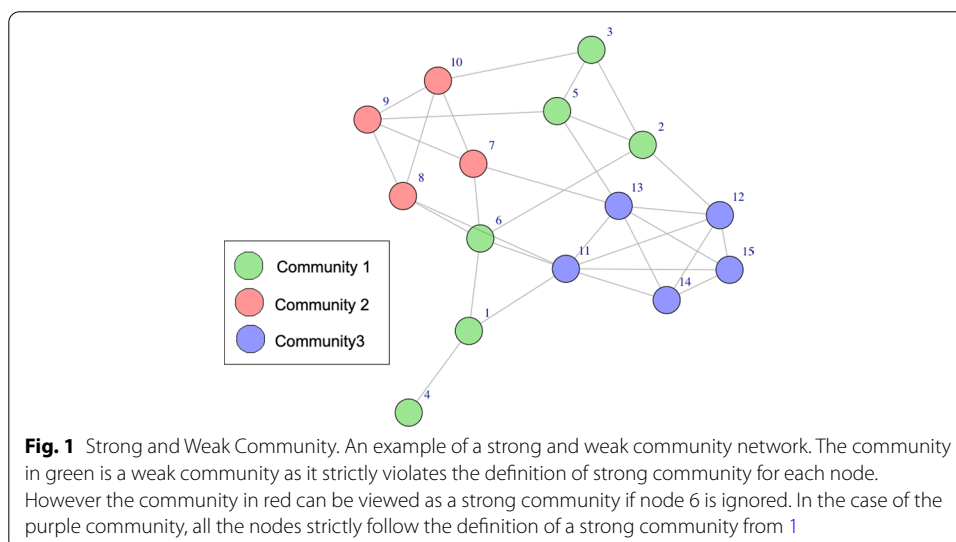 3
10
5
9
2
7
8
13
12
6
11
15
14
Community 1
Community 2
Community3
1
4
Fig. 1 Strong and Weak Community. An example of a strong and weak community network. The community
in green is a weak community as it strictly violates the definition of strong community for each node.
However the community in red can be viewed as a strong community if node 6 is ignored. In the case of the
purple community, all the nodes strictly follow the definition of a strong community from 1